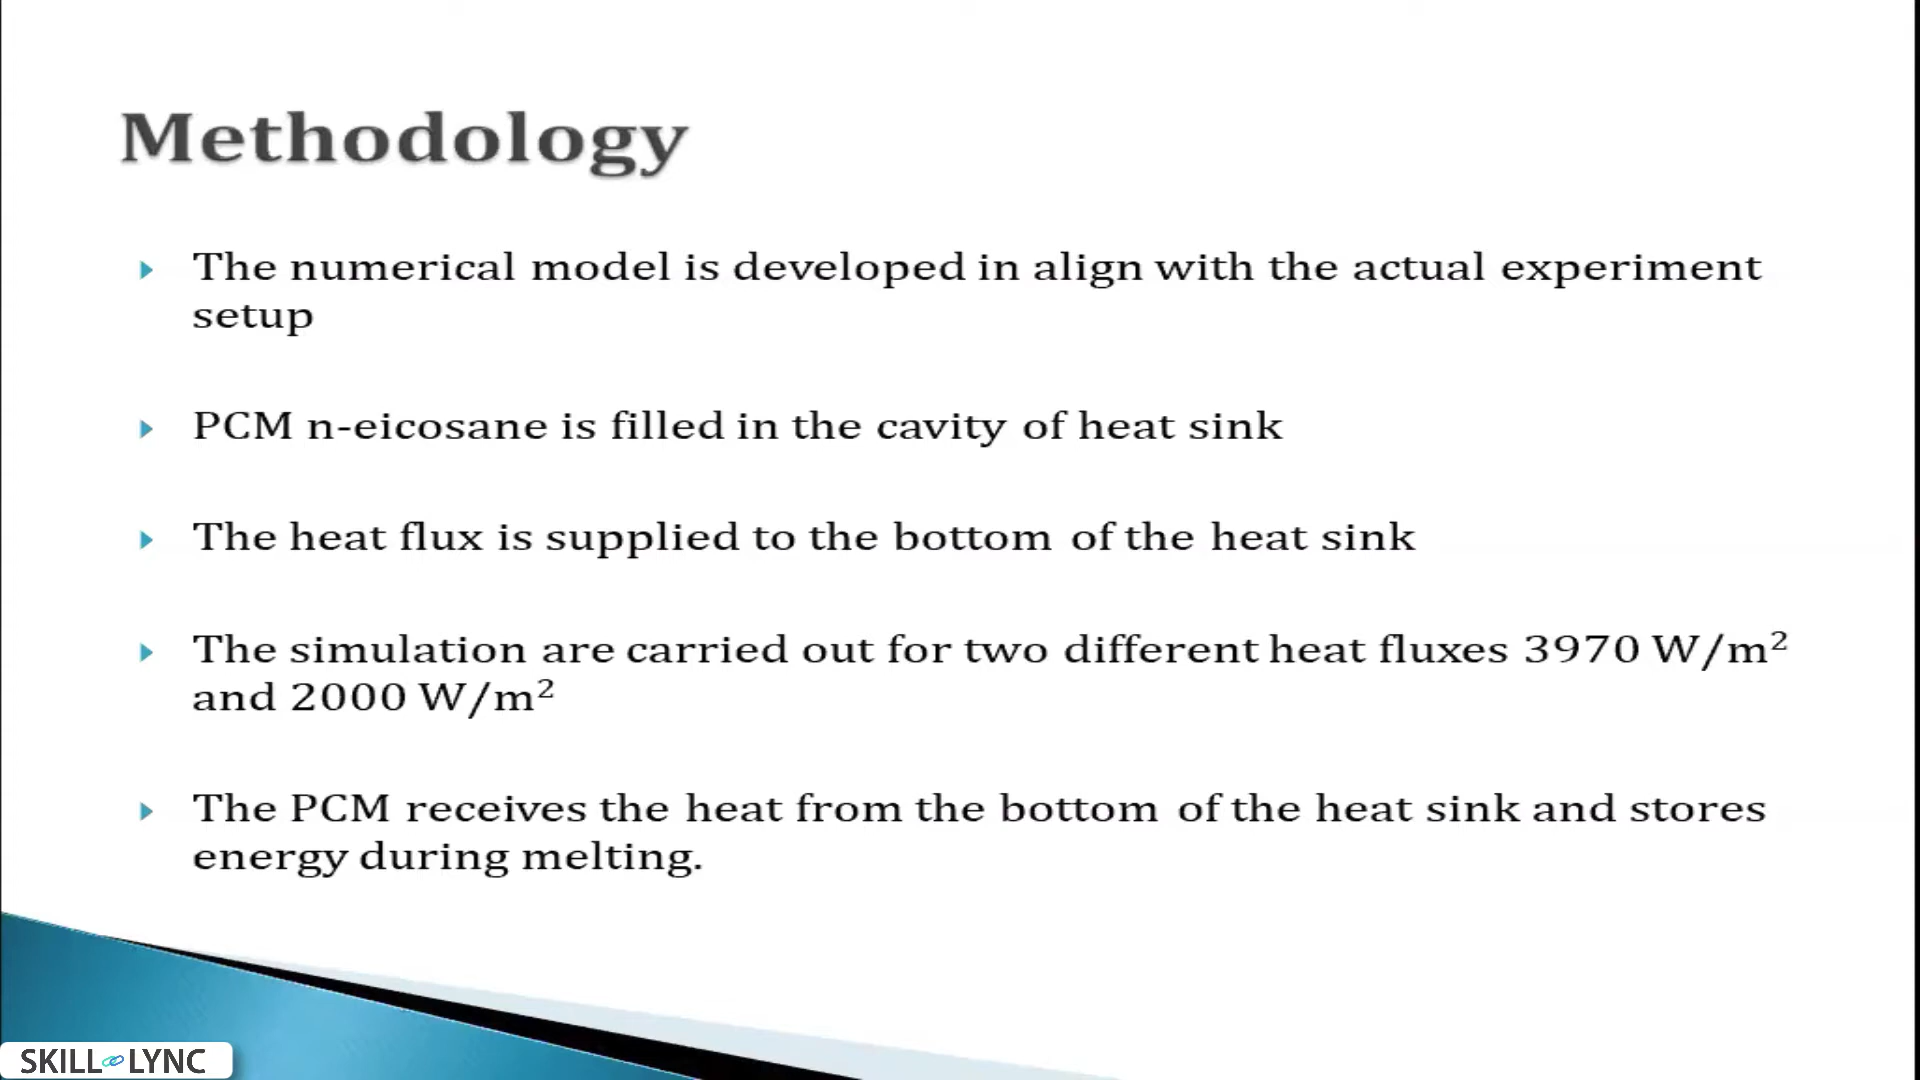 Methodology
The numerical model is developed in align with the actual experiment
setup
PCM n-eicosane is filled in the cavity of heat sink
The heat flux is supplied to the bottom of the heat sink
The simulation are carried out for two different heat fluxes 3970 W/m²
and 2000 W/m²
The PCM receives the heat from the bottom of the heat sink and stores
energy during melting.
SKILL LYNC